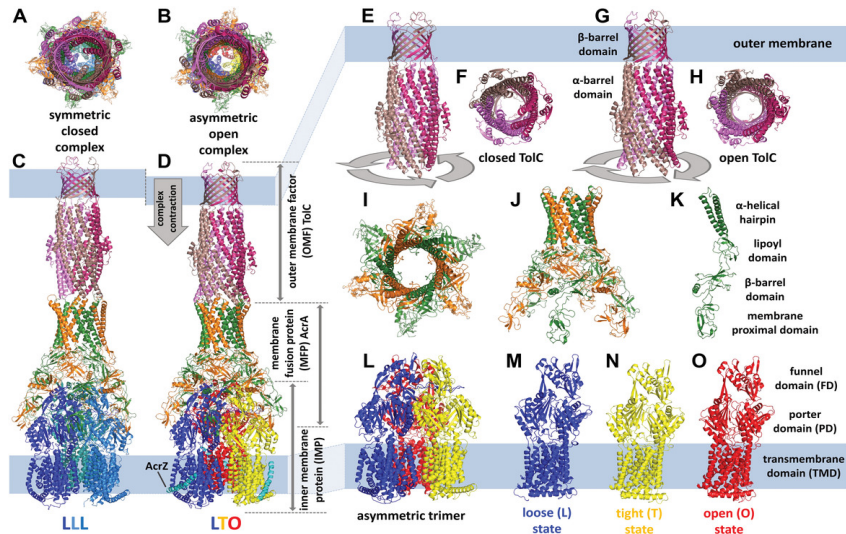 A
B
symmetric
closed
complex
asymmetric
open
complex
C
D
complex
contraction
outer membrane factor
(OMF) TolC
membrane
fusion protein
(MFP) AcrA
inner membrane
protein (IMP)
AcrZ
LLL
LTO
E
β-barrel
domain
α-barrel
domain
F
closed TolC
G
outer membrane
H
open TolC
I
J
K
α-helical
hairpin
lipoyl
domain
β-barrel
domain
membrane
proximal domain
L
asymmetric trimer
M
loose (L)
state
N
tight (T)
state
O
open (O)
state
funnel
domain (FD)
porter
domain (PD)
transmembrane
domain (TMD)